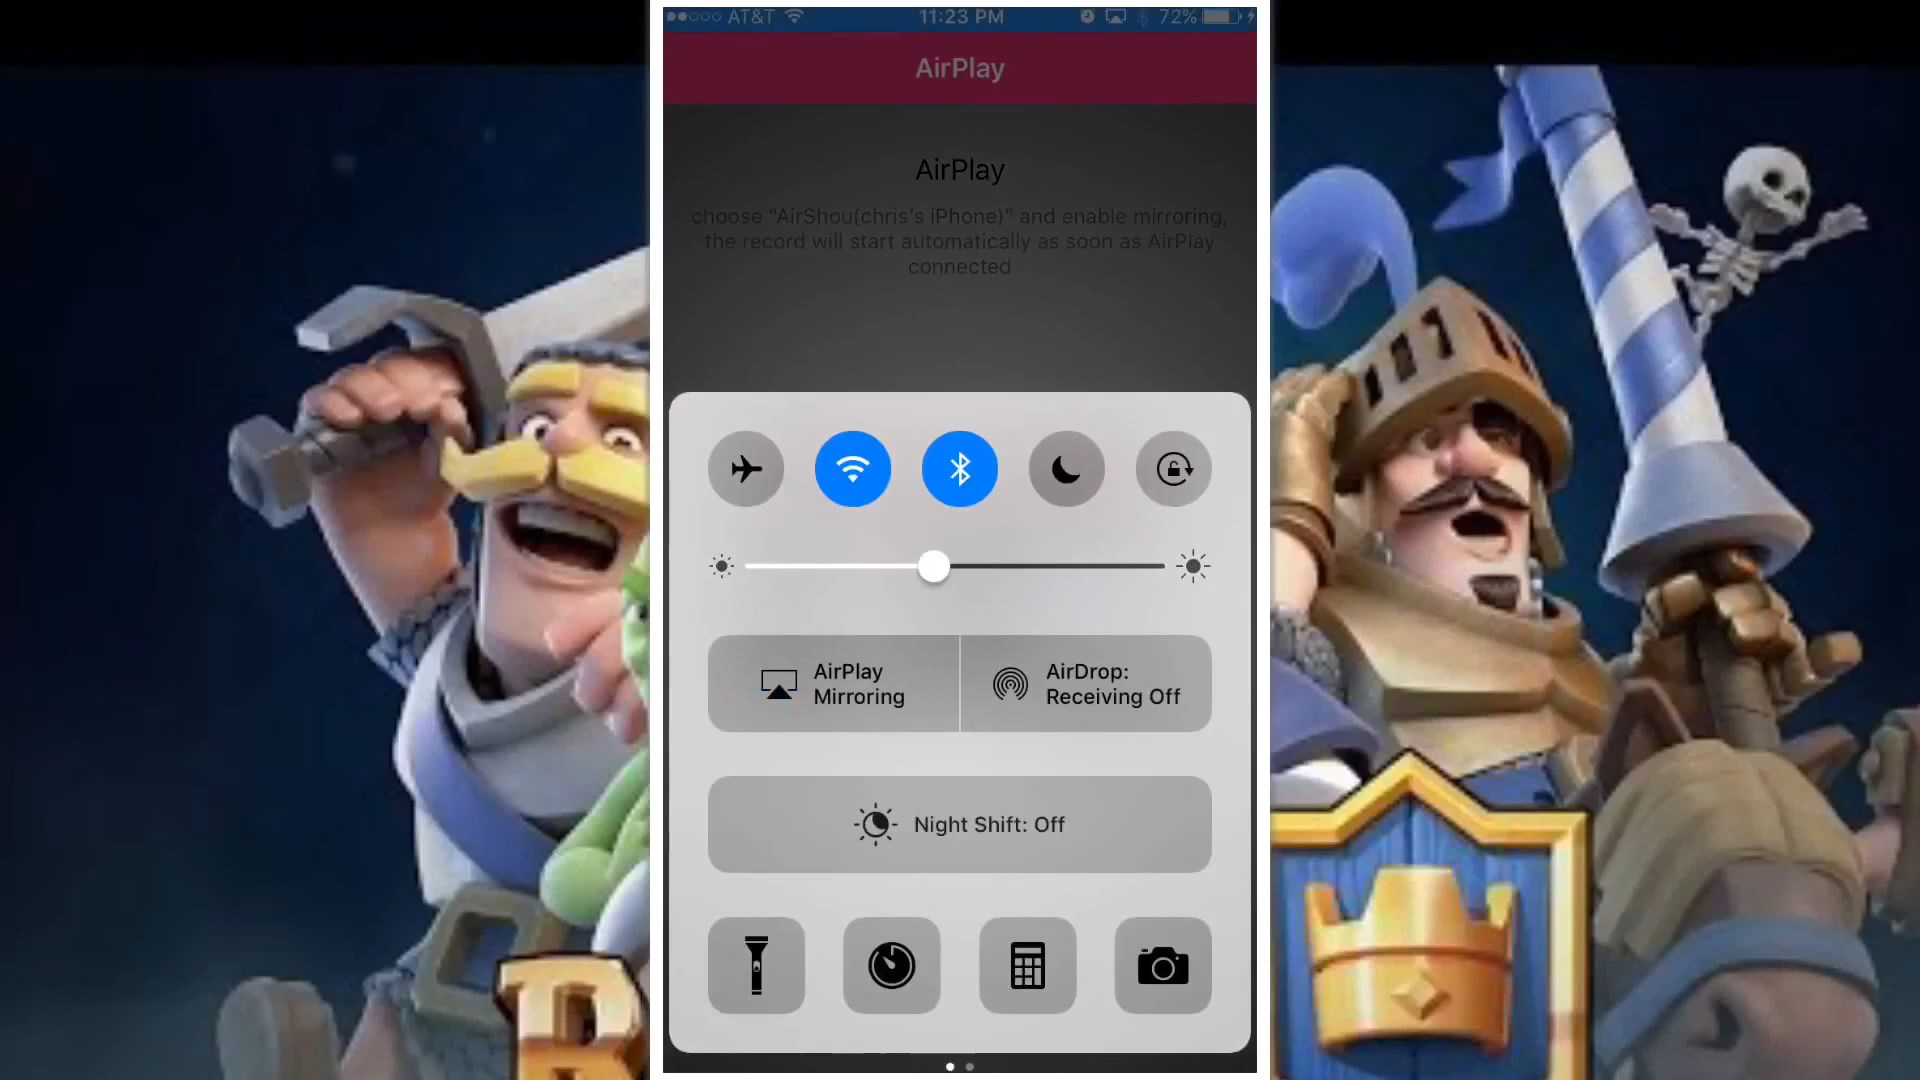 AT&T 11:23 PM 72%
AirPlay
AirPlay
choose "AirShou(chris's iPhone)" and enable mirroring,
the record will start automatically as soon as AirPlay
connected
AirPlay
Mirroring
AirDrop:
Receiving Off
Night Shift: Off
R